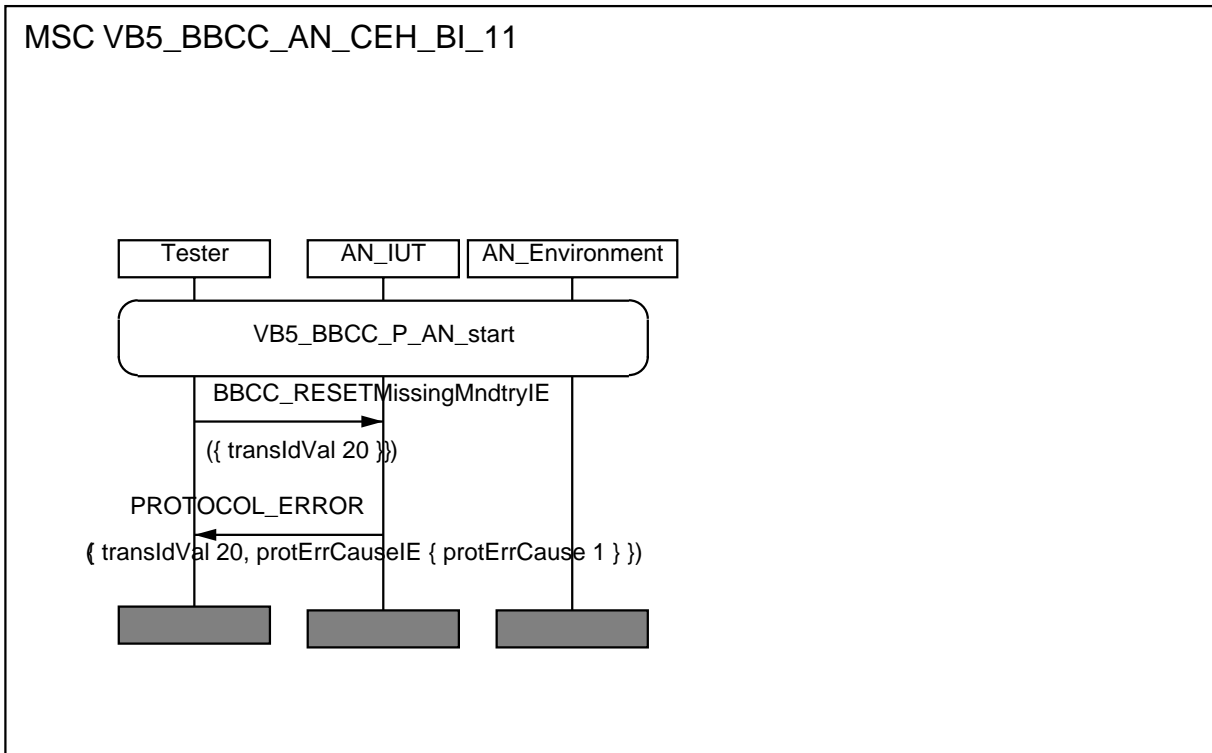 MSC VB5_BBCC_AN_CEH_BI_11
Tester AN_IUT AN_Environment
VB5_BBCC_P_AN_start
BBCC_RESETMissingMndtryIE
({ transIdVal 20 }})
PROTOCOL_ERROR
({ transIdVal 20, protErrCauseIE { protErrCause 1 } })